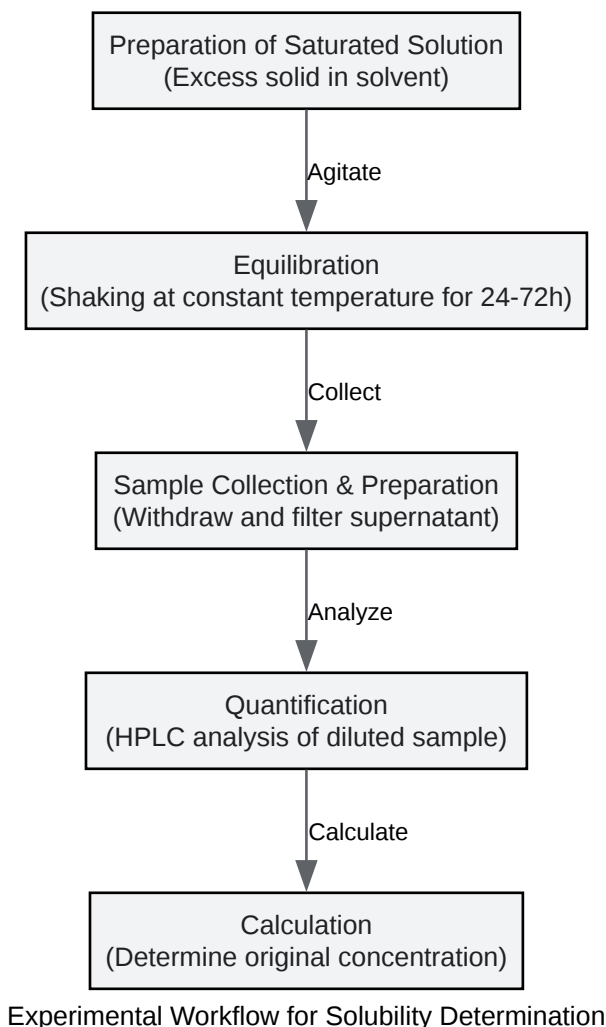 Preparation of Saturated Solution
(Excess solid in solvent)
Agitate
Equilibration
(Shaking at constant temperature for 24-72h)
Collect
Sample Collection & Preparation
(Withdraw and filter supernatant)
Analyze
Quantification
(HPLC analysis of diluted sample)
Calculate
Calculation
(Determine original concentration)
Experimental Workflow for Solubility Determination